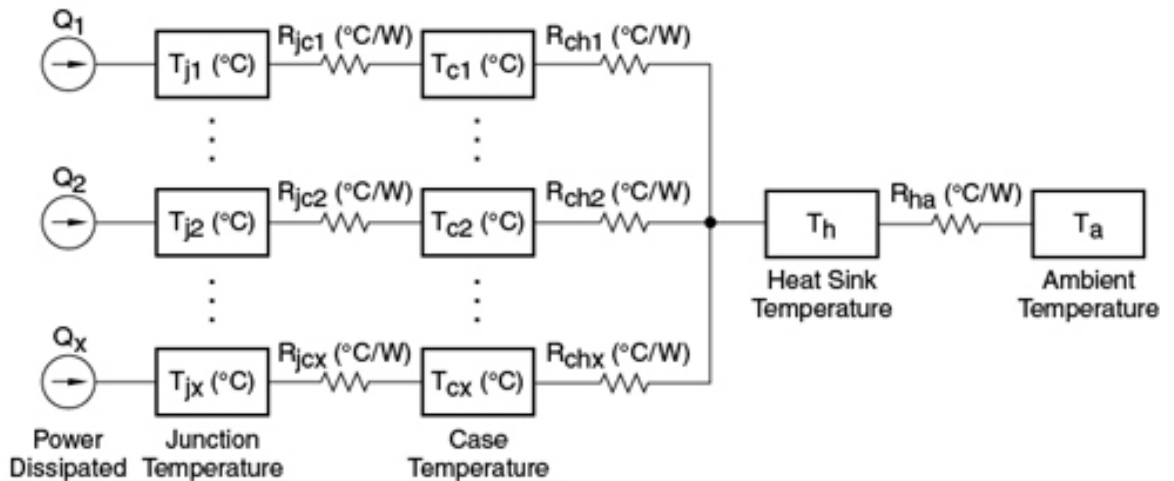 Q1
Rjc1 (°C/W)
Rch1 (°C/W)
Tj1 (°C)
Tc1 (°C)
Q2
Rjc2 (°C/W)
Rch2 (°C/W)
Rha (°C/W)
Tj2 (°C)
Tc2 (°C)
Th
Ta
Heat Sink
Temperature
Ambient
Temperature
Qx
Rjcx (°C/W)
Rchx (°C/W)
Tjx (°C)
Tcx (°C)
Power
Dissipated
Junction
Temperature
Case
Temperature